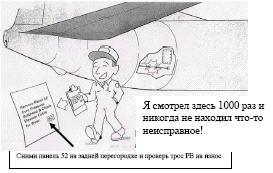 Я смотрел здесь 1000 раз и
никогда не находил что-то
неисправное!
Сними панель 52 на задней перегородке и проверь трос РВ на износ